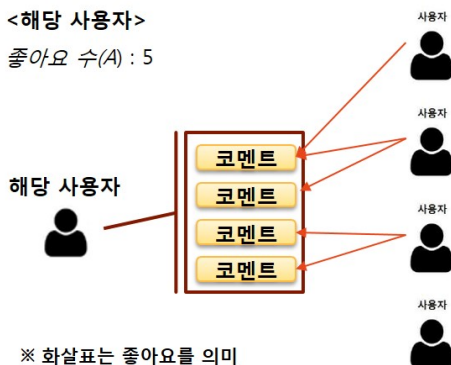 <해당 사용자>
좋아요 수(A) : 5
사용자
사용자
사용자
사용자
해당 사용자
코멘트
코멘트
코멘트
코멘트
※ 화살표는 좋아요를 의미